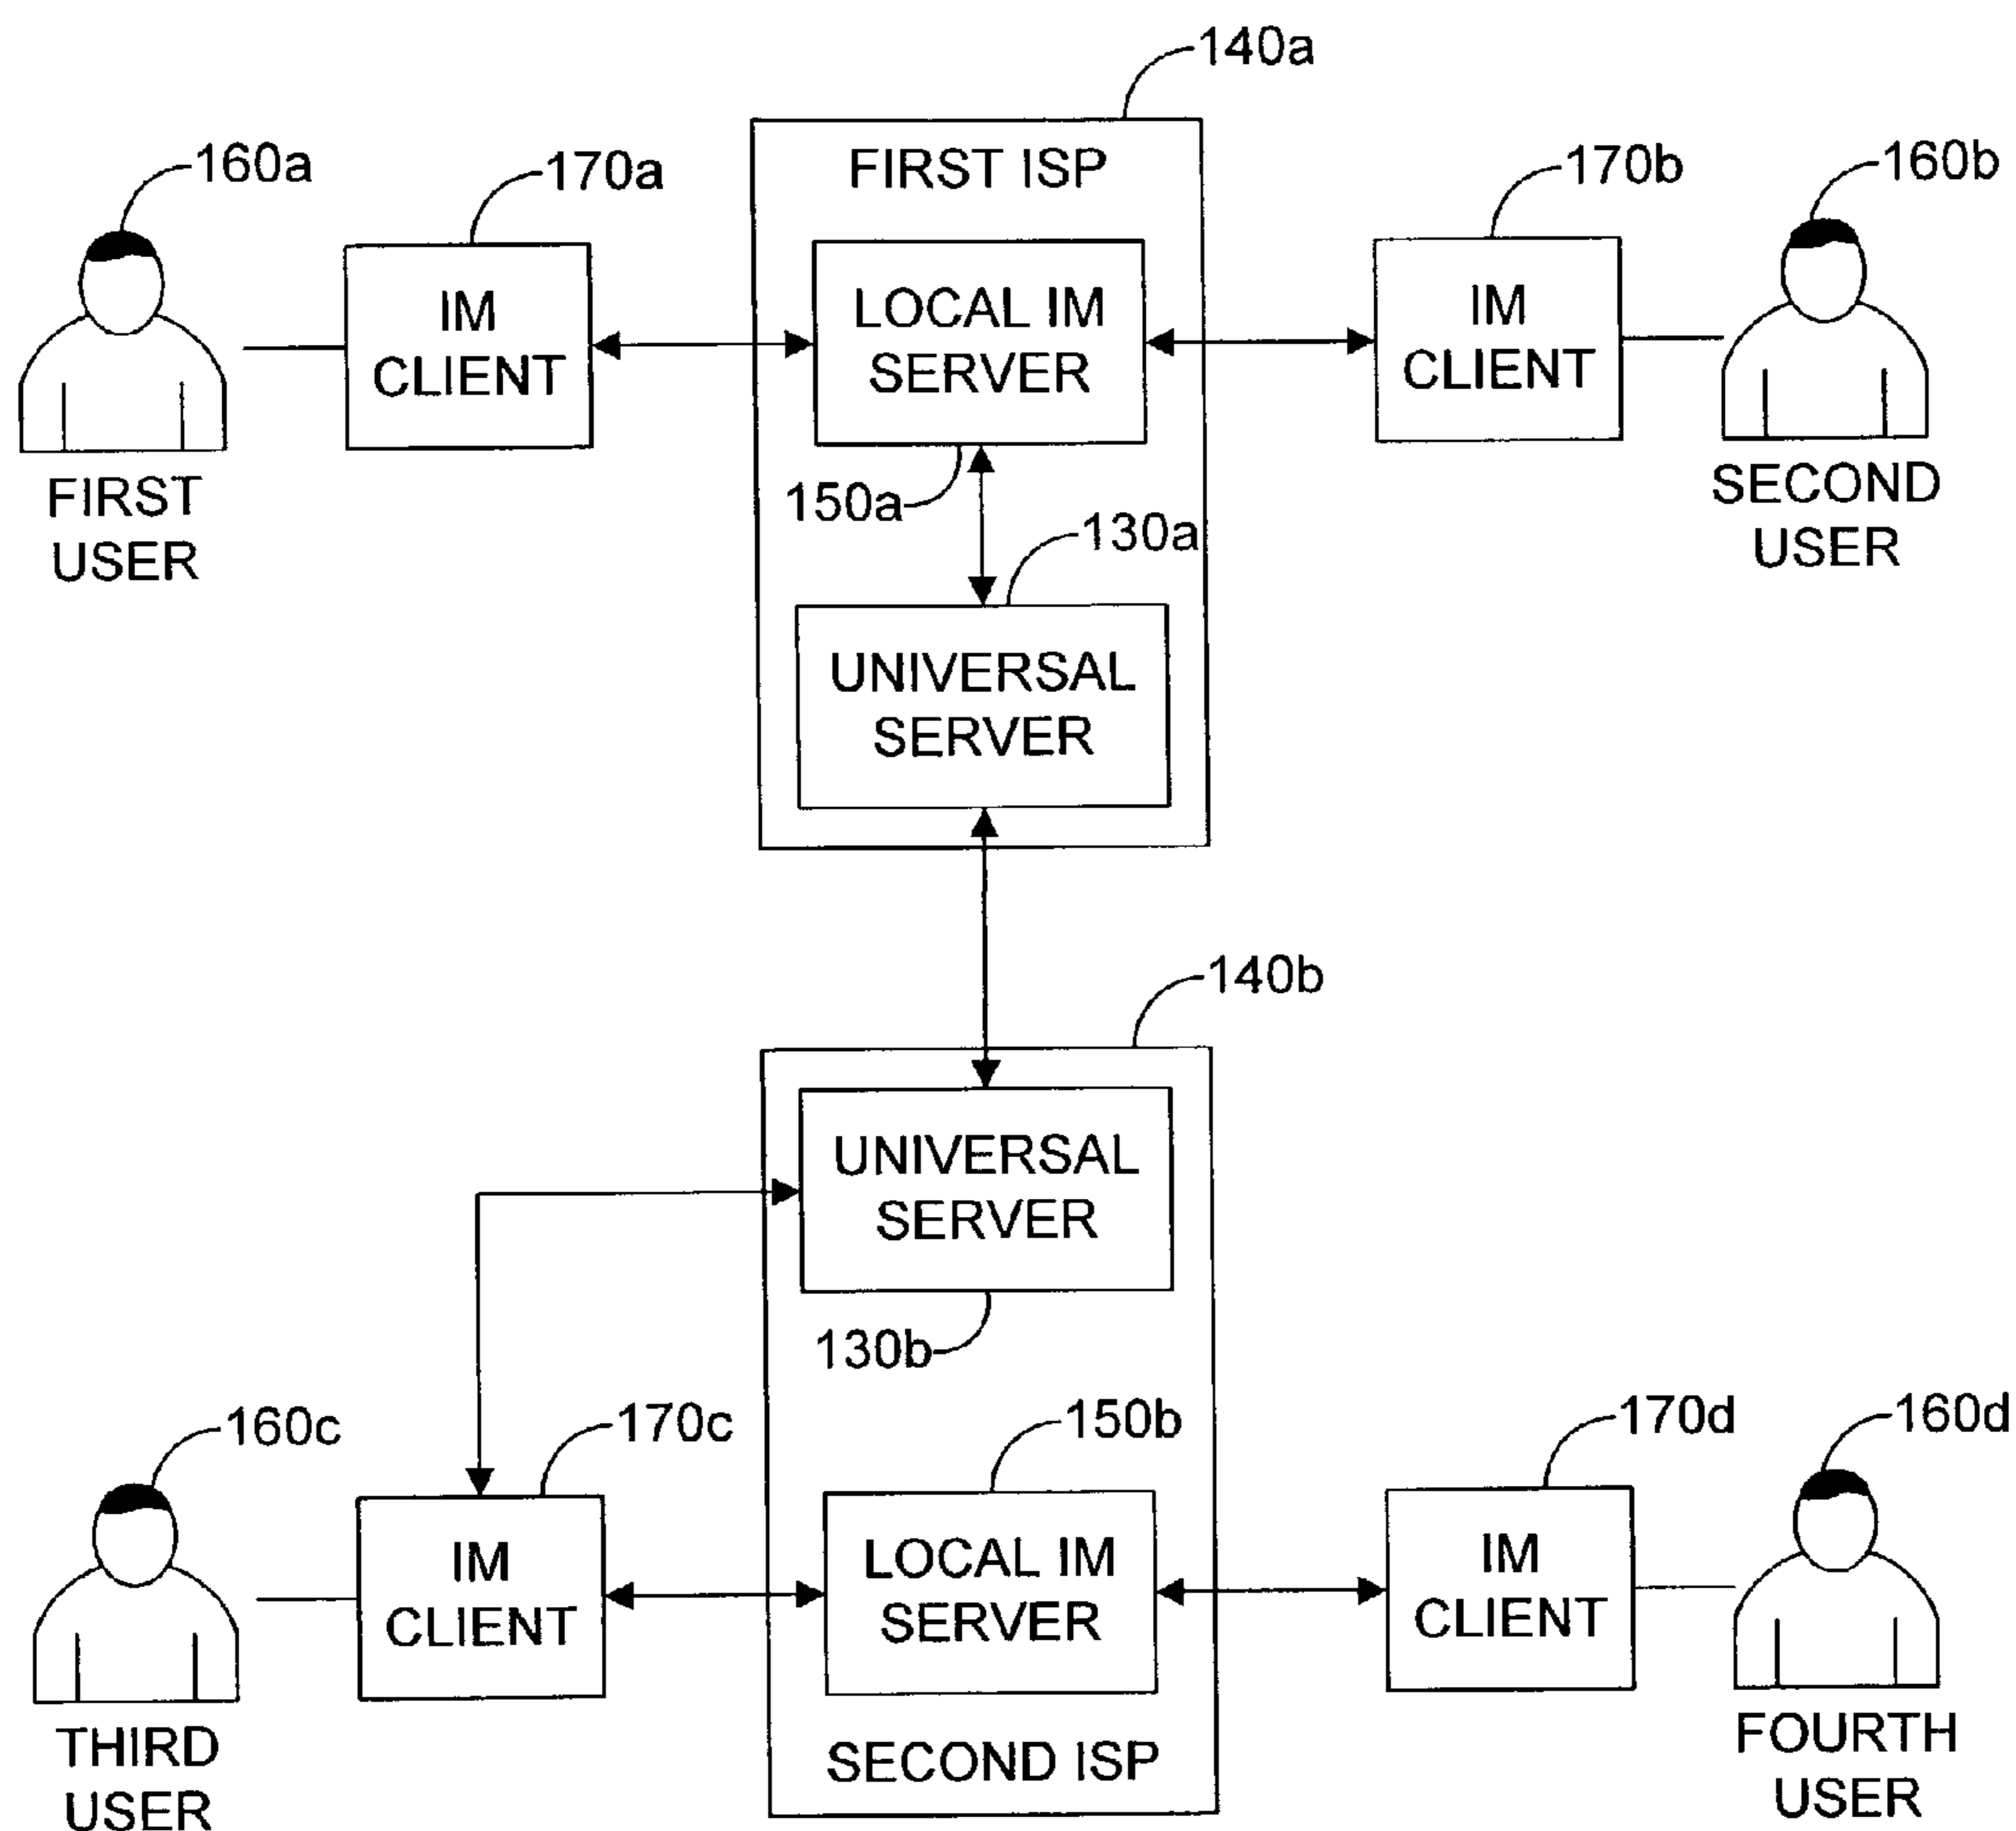 140a
160a
170a
FIRST ISP
170b
160b
IM
CLIENT
LOCAL IM
SERVER
IM
CLIENT
FIRST
USER
150a
130a
SECOND
USER
UNIVERSAL
SERVER
140b
UNIVERSAL
SERVER
130b
160c
170c
150b
170d
160d
IM
CLIENT
LOCAL IM
SERVER
IM
CLIENT
THIRD
USER
SECOND ISP
FOURTH
USER